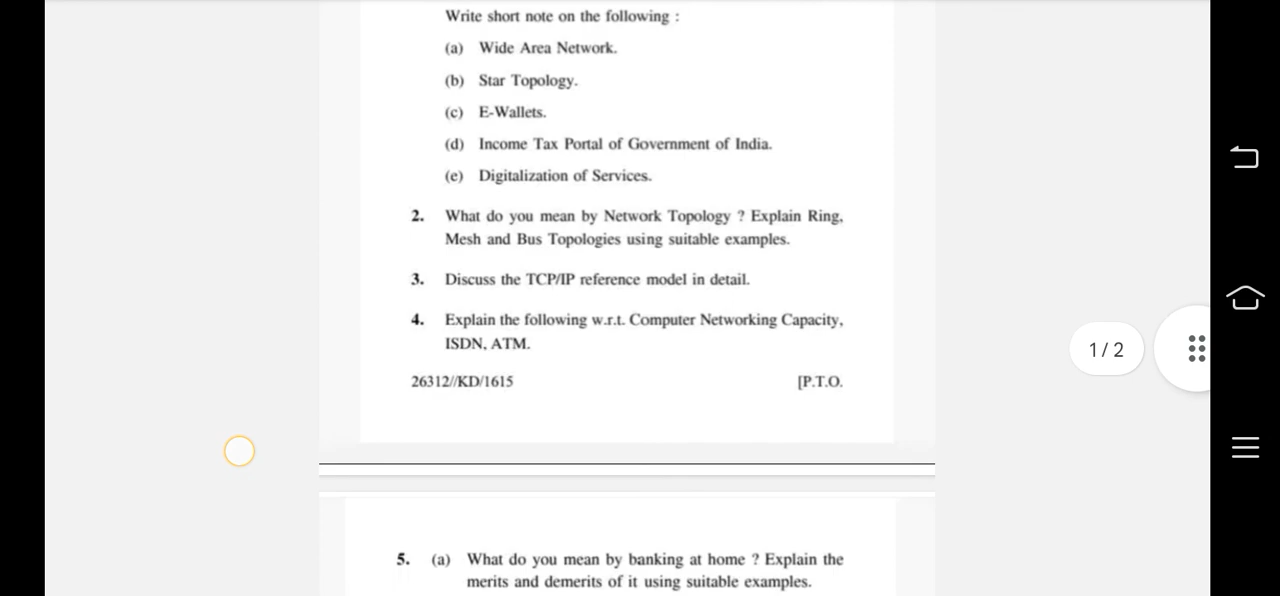 Write short note on the following :
(a) Wide Area Network.
(b) Star Topology.
(c) E-Wallets.
(d) Income Tax Portal of Government of India.
(e) Digitalization of Services.
2. What do you mean by Network Topology ? Explain Ring,
Mesh and Bus Topologies using suitable examples.
3. Discuss the TCP/IP reference model in detail.
4. Explain the following w.r.t. Computer Networking Capacity,
ISDN, ATM.
26312//KD/1615 [P.T.O.
1 / 2
5. (a) What do you mean by banking at home ? Explain the
merits and demerits of it using suitable examples.